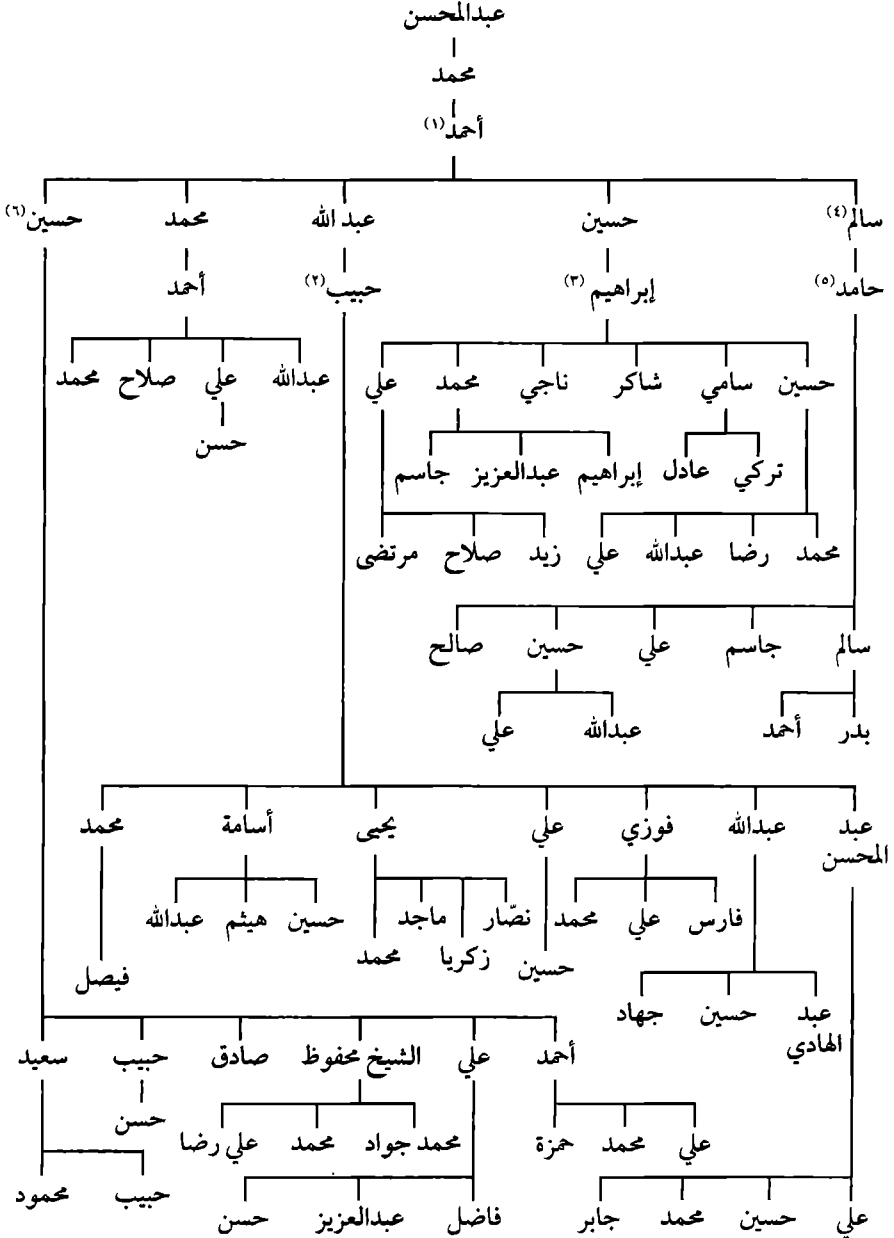 عبدالمحسن
محمد
أحمد(١)
سالم(٤) حسين عبدالله محمد حسين(٦)
حامد(٥) إبراهيم(٣) حبيب(٢) أحمد
حسين سامي شاكر ناجي محمد علي عبدالله علي صلاح محمد
حسن
تركي عادل إبراهيم عبدالعزيز جاسم
محمد رضا عبدالله علي زيد صلاح مرتضى
سالم جاسم علي حسين صالح
بدر أحمد عبدالله علي
عبد المحسن عبدالله فوزي علي يحيى أسامة محمد
فارس علي محمد نصّار ماجد حسين هيثم عبدالله
زكريا محمد
حسين فيصل
عبد الهادي حسين جهاد
أحمد علي الشيخ محفوظ صادق حبيب سعيد
حسن
علي محمد حمزة محمد جواد محمد علي رضا
حبيب محمود
علي حسين محمد جابر فاضل عبدالعزيز حسن